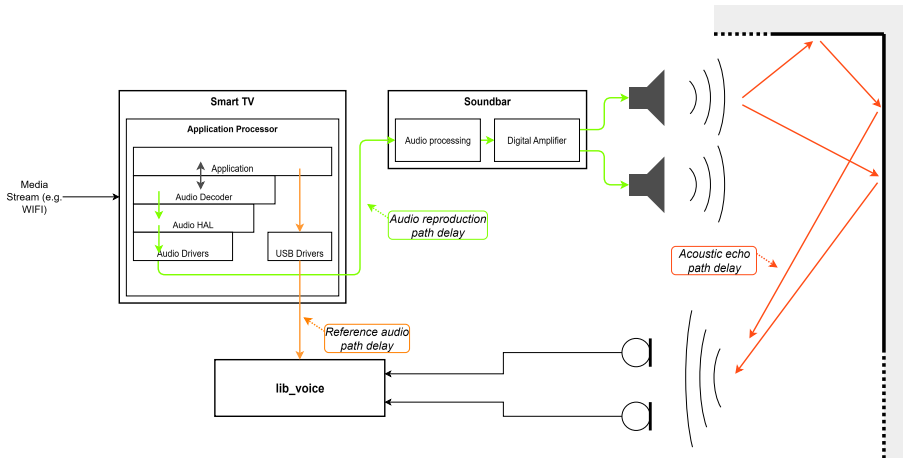 Smart TV
Soundbar
Application Processor
Audio processing
Digital Amplifier
Application
Media
Stream (e.g.
WIFI)
Audio Decoder
Audio HAL
Audio reproduction
path delay
Audio Drivers
USB Drivers
Acoustic echo
path delay
Reference audio
path delay
lib_voice